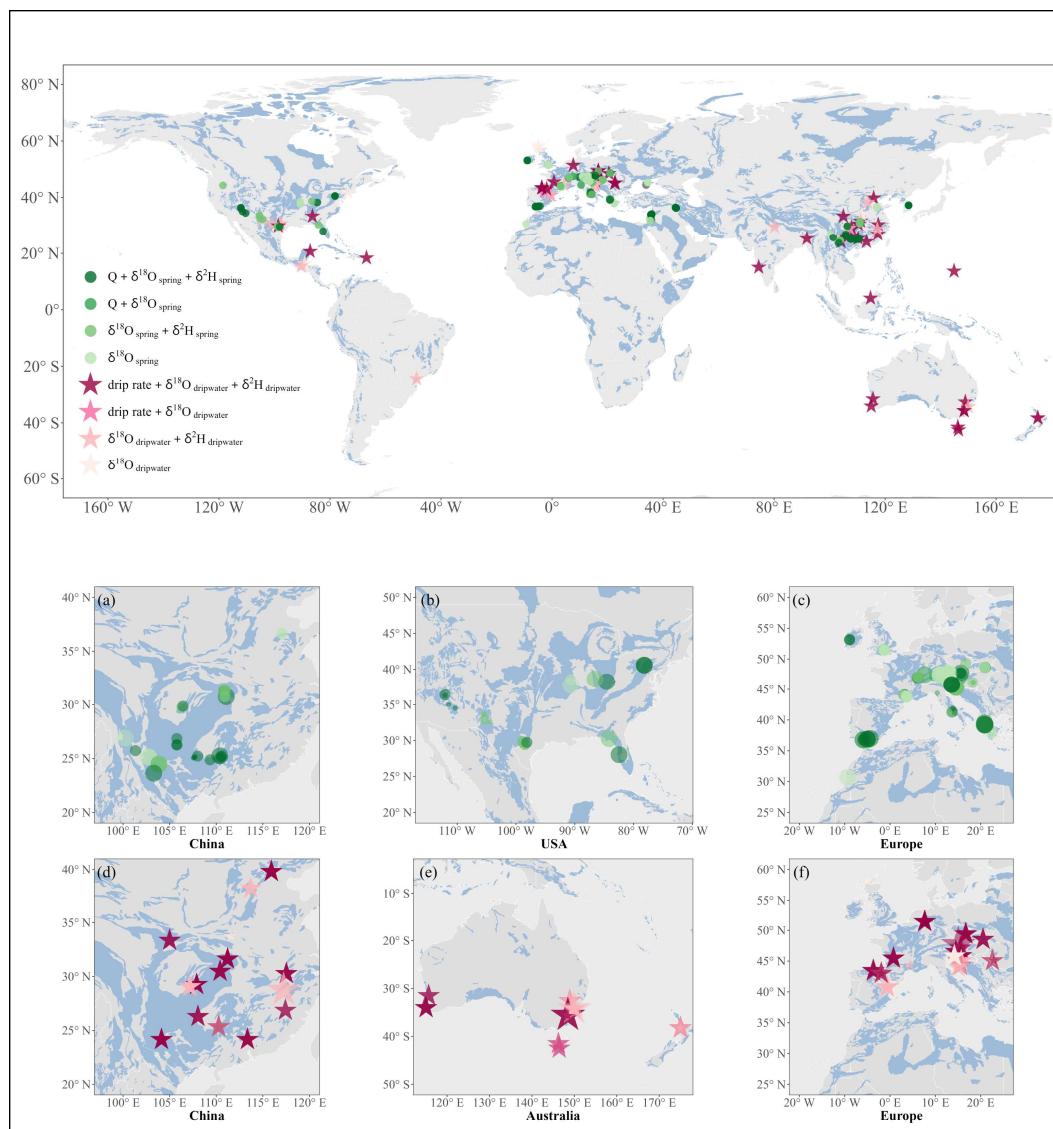 80° N
60° N
40° N
20° N
0°
20° S
40° S
60° S
Q + δ¹⁸O spring + δ²H spring
Q + δ¹⁸O spring
δ¹⁸O spring + δ²H spring
δ¹⁸O spring
drip rate + δ¹⁸O dripwater + δ²H dripwater
drip rate + δ¹⁸O dripwater
δ¹⁸O dripwater + δ²H dripwater
δ¹⁸O dripwater
160° W 120° W 80° W 40° W 0° E 40° E 80° E 120° E 160° E
(a)
40° N
35° N
30° N
25° N
20° N
100° E 105° E 110° E 115° E 120° E
China
(b)
50° N
40° N
30° N
20° N
110° W 100° W 90° W 80° W 70° W
USA
(c)
60° N
55° N
50° N
45° N
40° N
35° N
30° N
25° N
20° W 10° W 0° E 10° E 20° E
Europe
(d)
40° N
35° N
30° N
25° N
20° N
100° E 105° E 110° E 115° E 120° E
China
(e)
10° S
20° S
30° S
40° S
50° S
120° E 130° E 140° E 150° E 160° E 170° E
Australia
(f)
60° N
55° N
50° N
45° N
40° N
35° N
30° N
25° N
20° W 10° W 0° E 10° E 20° E
Europe